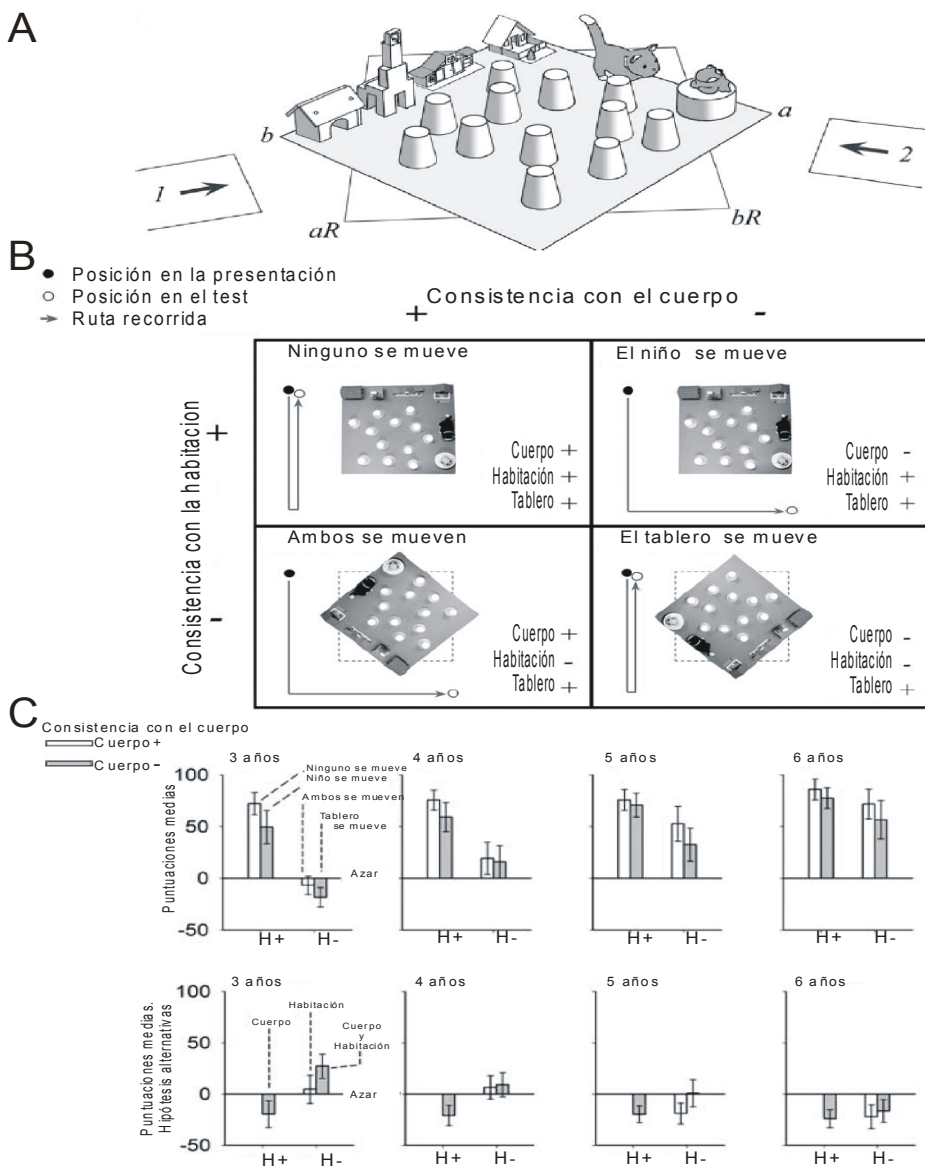 A
b
a
1
2
aR
bR
B
Posición en la presentación
Posición en el test
Ruta recorrida
Consistencia con el cuerpo
+
-
Consistencia con la habitacion
+
-
Ninguno se mueve
Cuerpo +
Habitación +
Tablero +
El niño se mueve
Cuerpo -
Habitación +
Tablero +
Ambos se mueven
Cuerpo +
Habitación -
Tablero +
El tablero se mueve
Cuerpo -
Habitación -
Tablero +
C
Consistencia con el cuerpo
Cuerpo +
Cuerpo -
3 años
4 años
5 años
6 años
Puntuaciones medias
100
50
0
-50
Ninguno se mueve
Niño se mueve
Ambos se mueven
Tablero
se mueve
Azar
H+ H-
H+ H-
H+ H-
H+ H-
3 años
4 años
5 años
6 años
Puntuaciones medias.
Hipótesis alternativas
100
50
0
-50
Cuerpo
Habitación
Cuerpo
y
Habitación
Azar
H+ H-
H+ H-
H+ H-
H+ H-